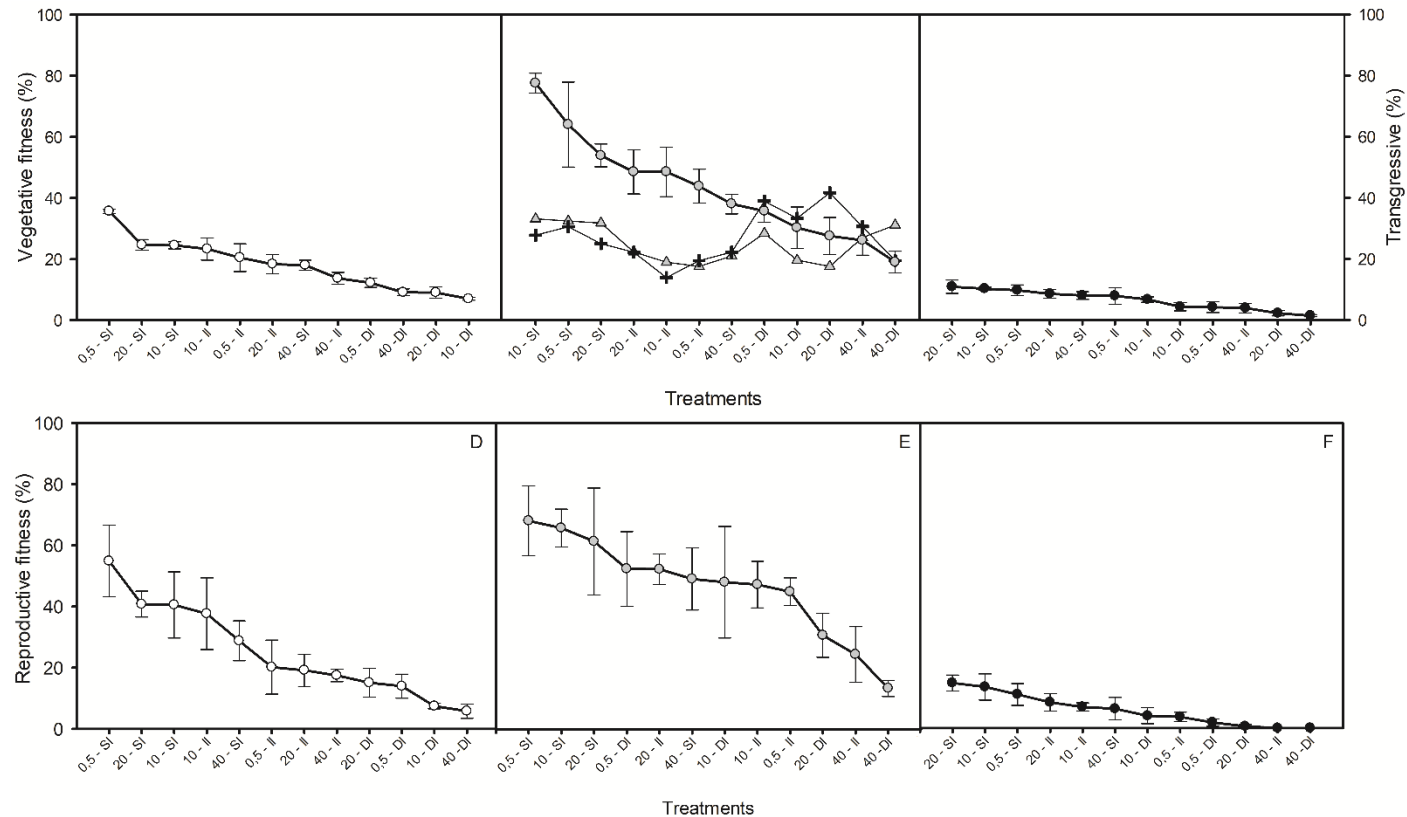 Vegetative fitness (%)
100
80
60
40
20
0
0,5 - SI
20 - SI
10 - SI
10 - II
0,5 - II
20 - II
40 - SI
40 - II
0,5 - DI
40 - DI
20 - DI
10 - DI
10 - SI
0,5 - SI
20 - SI
20 - II
10 - II
0,5 - II
40 - SI
0,5 - DI
10 - DI
20 - DI
40 - II
40 -DI
20 - SI
10 - SI
0,5 - SI
20 - II
40 - SI
0,5 - II
10 - II
10 - DI
0,5 - DI
40 - II
20 - DI
40 -DI
100
80
60
40
20
0
Transgressive (%)
Treatments
Reproductive fitness (%)
100
80
60
40
20
0
D
E
F
0,5 - SI
20 - SI
10 - SI
10 - II
40 - SI
0,5 - II
20 - II
40 - II
20 - DI
0,5 - DI
10 - DI
40 -DI
0,5 - SI
10 - SI
20 - SI
0,5 - DI
20 - II
40 - SI
10 - DI
10 - II
0,5 - II
20 - DI
40 - II
40 -DI
20 - SI
10 - SI
0,5 - SI
20 - II
10 - II
40 - SI
10 - DI
0,5 - II
0,5 - DI
20 - DI
40 - II
40 -DI
Treatments